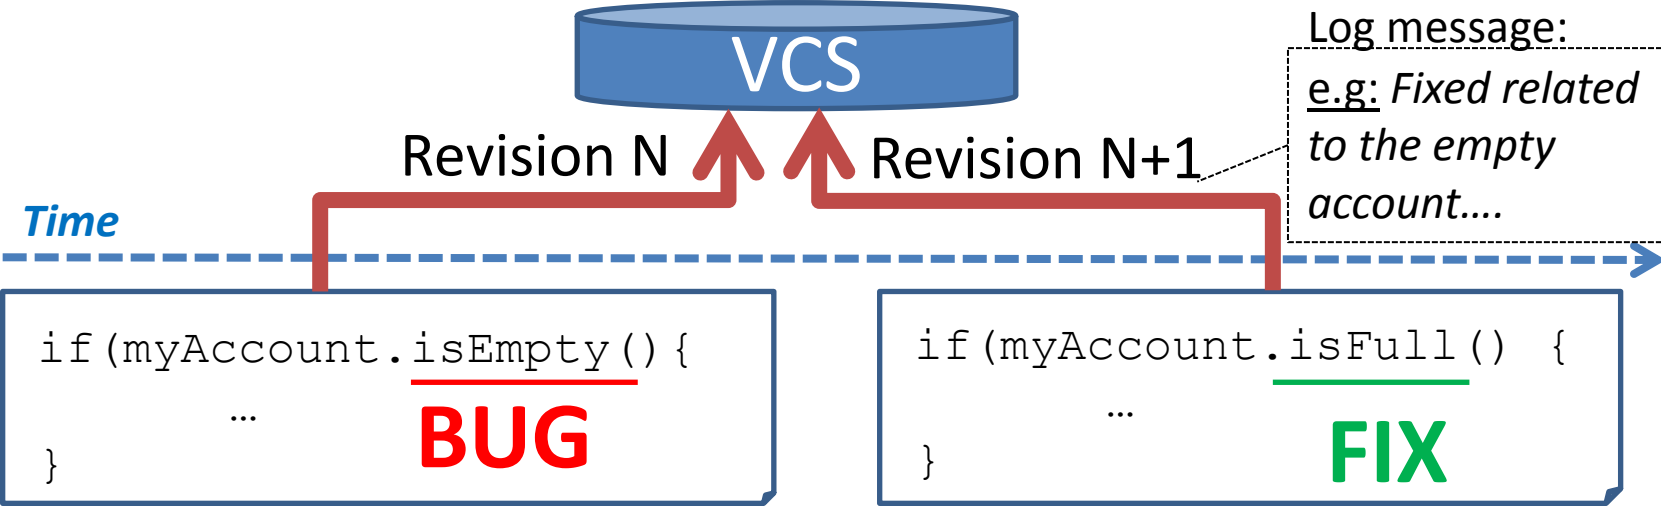 VCS
Log message:
e.g: Fixed related
to the empty
account….
Revision N
Revision N+1
Time
if(myAccount.isEmpty(){
…
BUG
}
if(myAccount.isFull() {
…
FIX
}